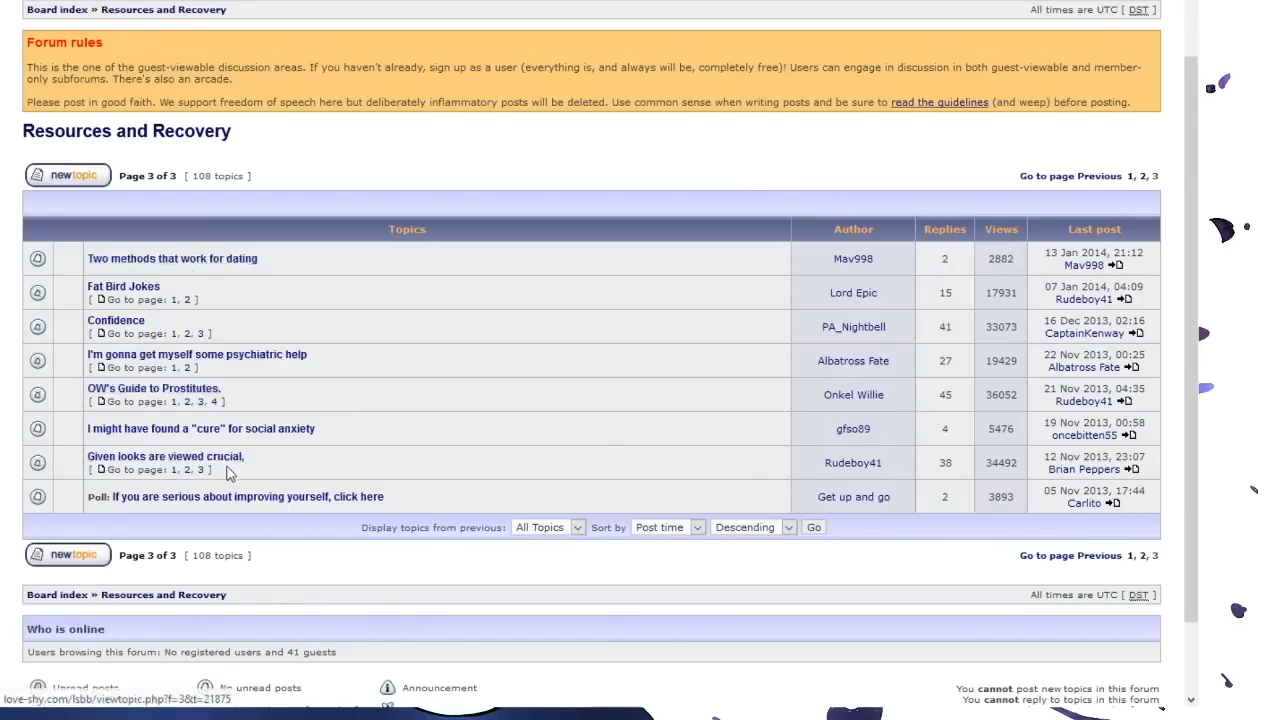 Board index » Resources and Recovery
All times are UTC [ DST ]
Forum rules
This is the one of the guest-viewable discussion areas. If you haven't already, sign up as a user (everything is, and always will be, completely free)! Users can engage in discussion in both guest-viewable and member-
only subforums. There's also an arcade.
Please post in good faith. We support freedom of speech here but deliberately inflammatory posts will be deleted. Use common sense when writing posts and be sure to read the guidelines (and weep) before posting.
Resources and Recovery
newtopic
Page 3 of 3 [ 108 topics ]
Go to page Previous 1, 2, 3
Topics Author Replies Views Last post
Two methods that work for dating Mav998 2 2882 13 Jan 2014, 21:12
Mav998
Fat Bird Jokes Lord Epic 15 17931 07 Jan 2014, 04:09
[ Go to page: 1, 2 ] Rudeboy41
Confidence PA_Nightbell 41 33073 16 Dec 2013, 02:16
[ Go to page: 1, 2, 3 ] CaptainKenway
I'm gonna get myself some psychiatric help Albatross Fate 27 19429 22 Nov 2013, 00:25
[ Go to page: 1, 2 ] Albatross Fate
OW's Guide to Prostitutes. Onkel Willie 45 36052 21 Nov 2013, 04:35
[ Go to page: 1, 2, 3, 4 ] Rudeboy41
I might have found a "cure" for social anxiety gfso89 4 5476 19 Nov 2013, 00:58
oncebitten55
Given looks are viewed crucial, Rudeboy41 38 34492 12 Nov 2013, 23:07
[ Go to page: 1, 2, 3 ] Brian Peppers
Poll: If you are serious about improving yourself, click here Get up and go 2 3893 05 Nov 2013, 17:44
Carlito
Display topics from previous: All Topics Sort by Post time Descending Go
newtopic
Page 3 of 3 [ 108 topics ]
Go to page Previous 1, 2, 3
Board index » Resources and Recovery
All times are UTC [ DST ]
Who is online
Users browsing this forum: No registered users and 41 guests
Unread posts No unread posts Announcement
You cannot post new topics in this forum
love-shy.com/lsbb/viewtopic.php?f=3&t=21875
You cannot reply to topics in this forum